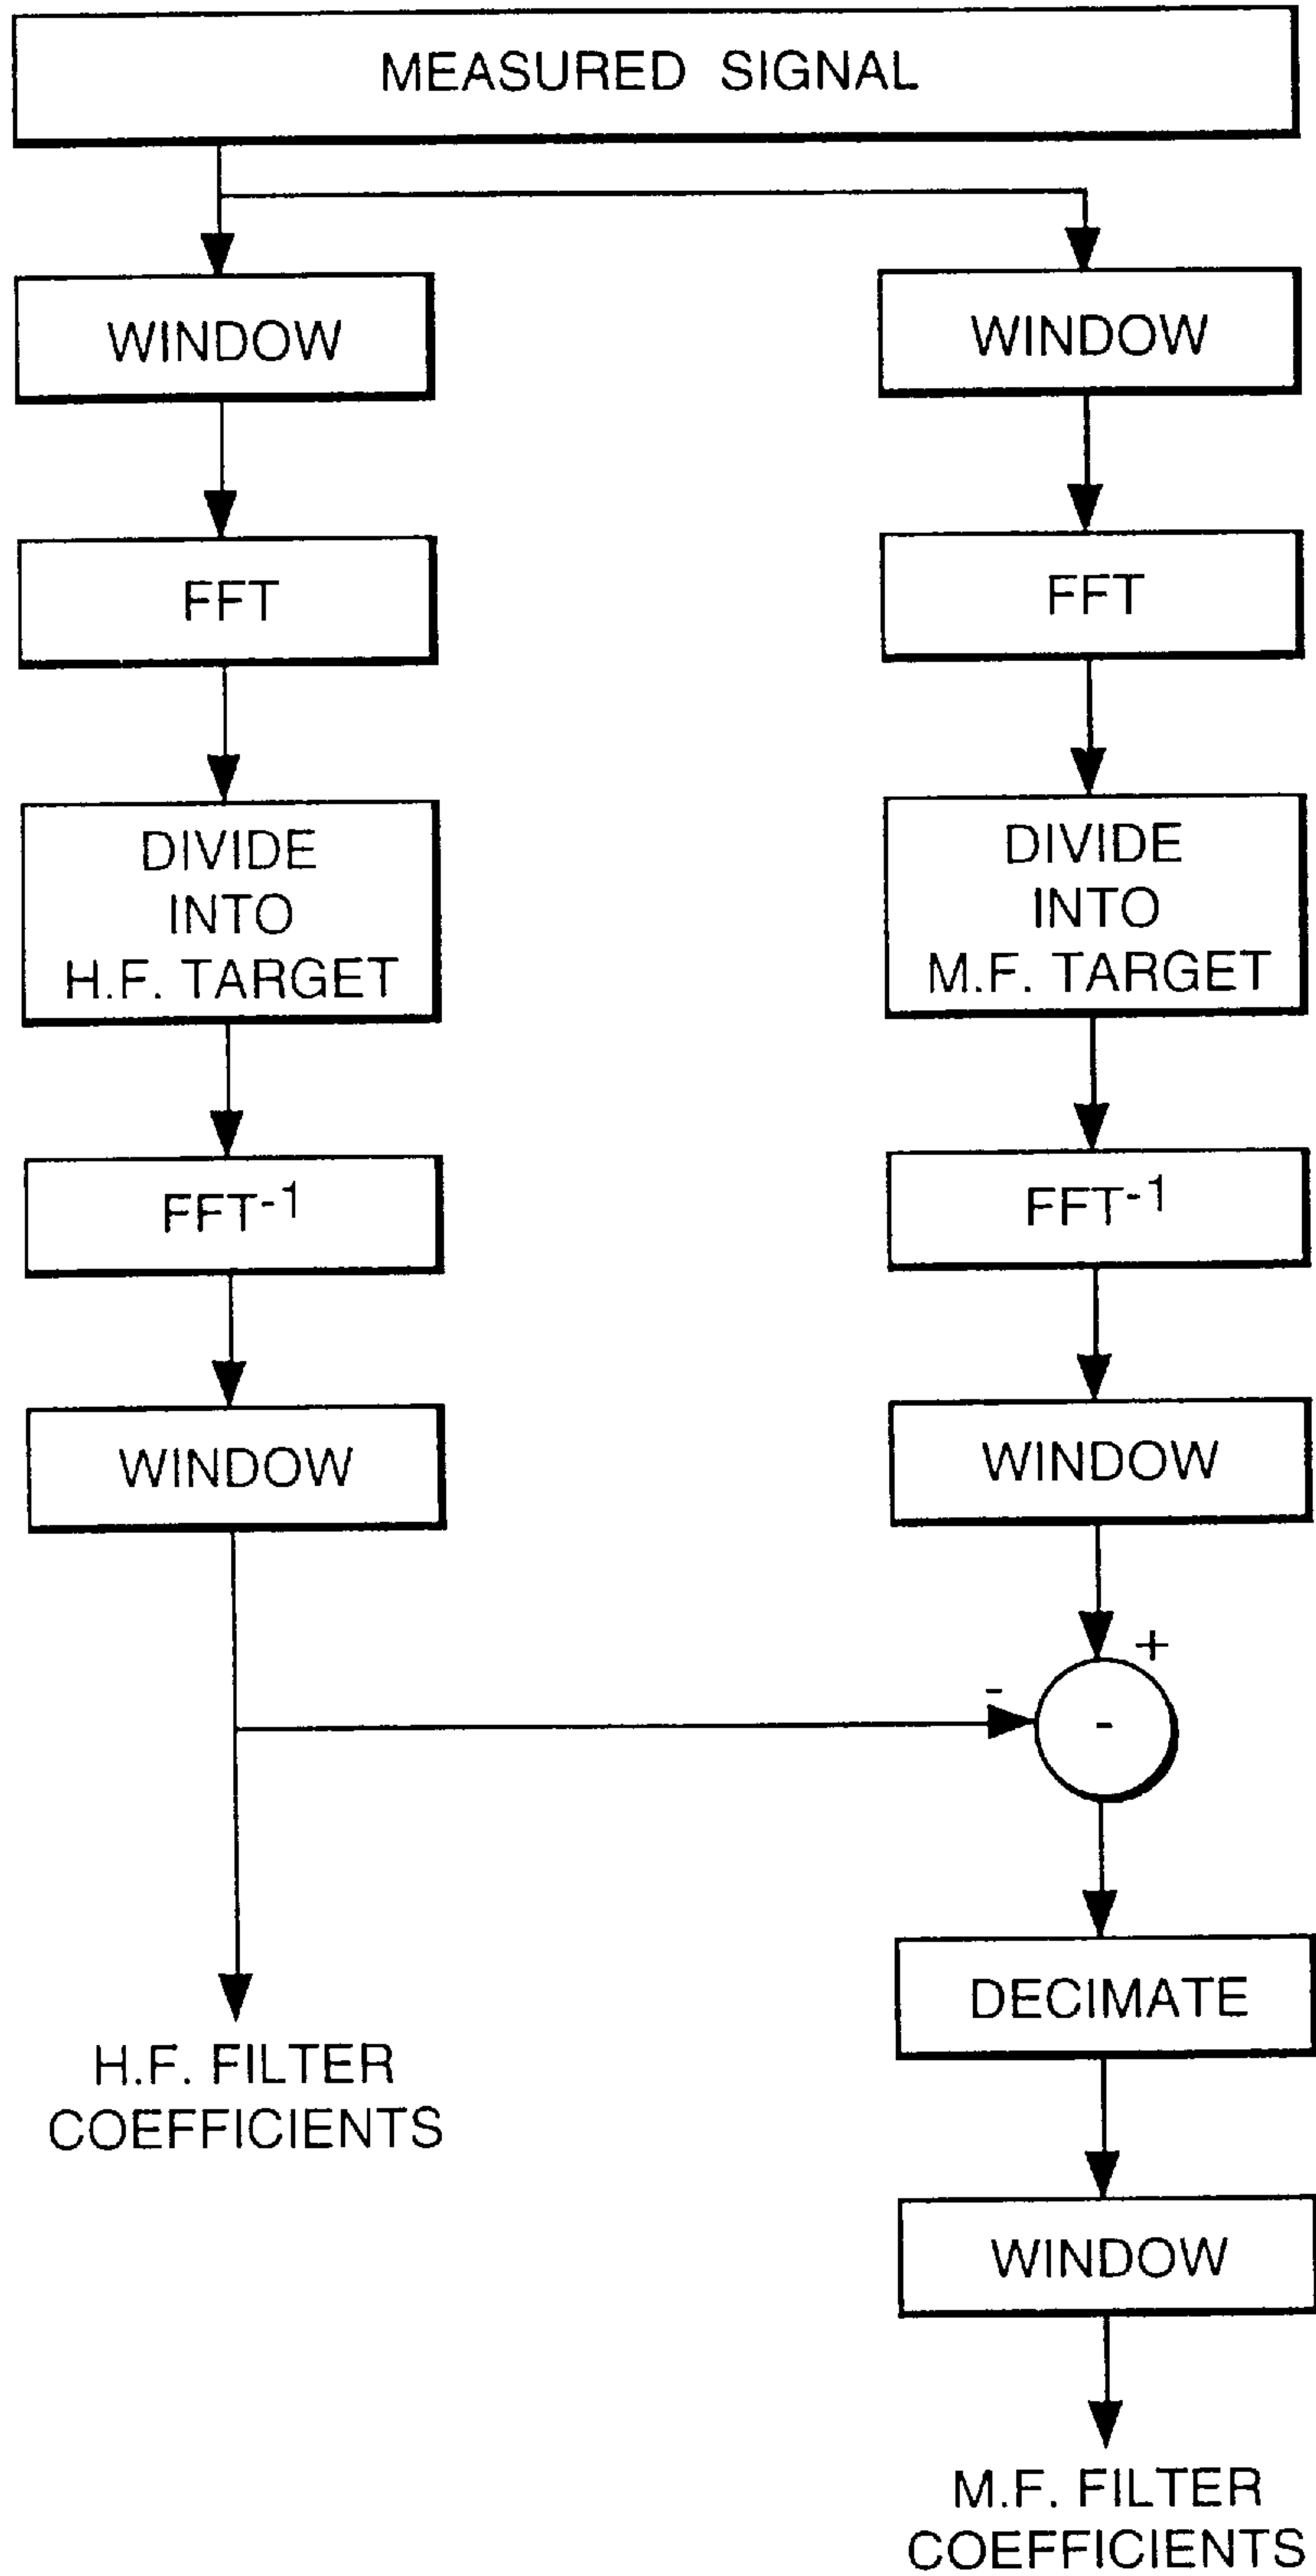 MEASURED SIGNAL
WINDOW
WINDOW
FFT
FFT
DIVIDE
INTO
H.F. TARGET
DIVIDE
INTO
M.F. TARGET
FFT-1
FFT-1
WINDOW
WINDOW
+
-
-
DECIMATE
H.F. FILTER
COEFFICIENTS
WINDOW
M.F. FILTER
COEFFICIENTS